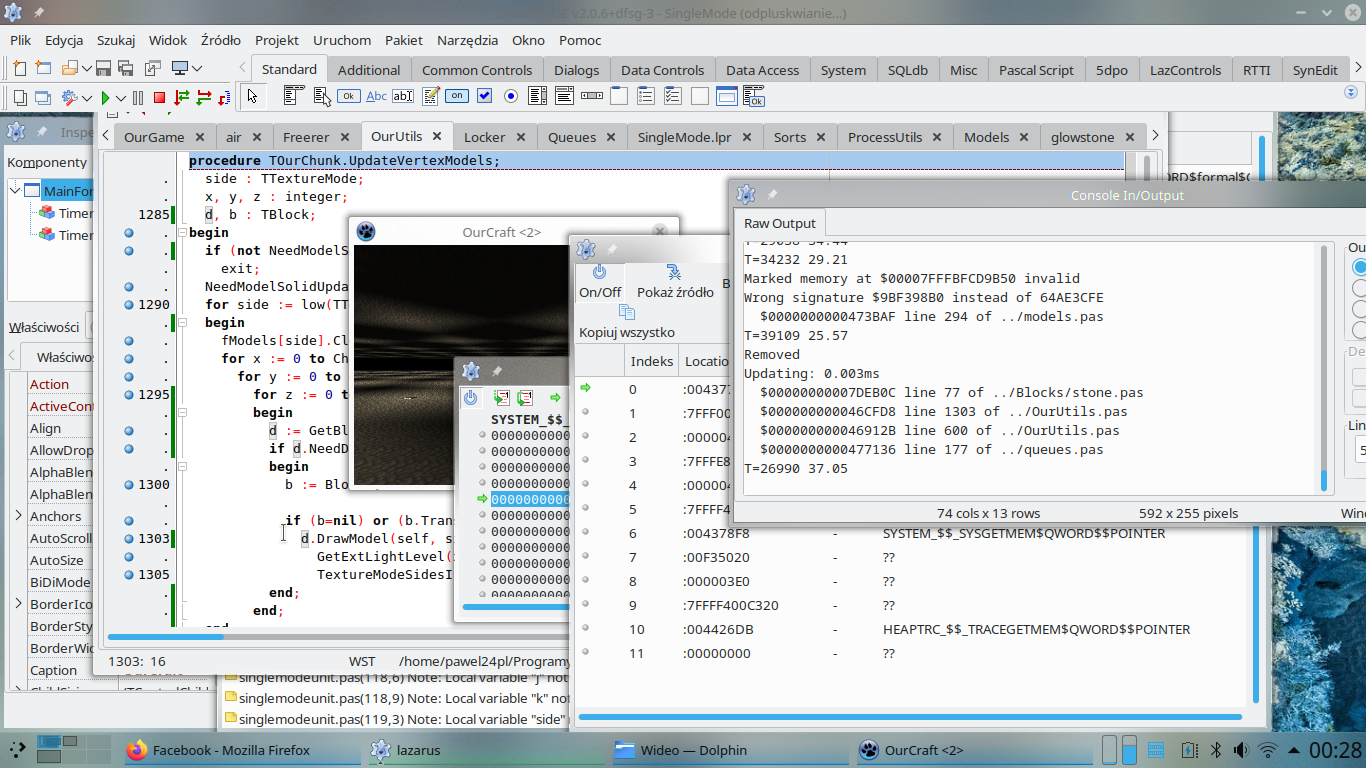 v2.0.6+dfsg-3 - SingleMode (odpluskwianie...)
Plik Edycja Szukaj Widok Źródło Projekt Uruchom Pakiet Narzędzia Okno Pomoc
Standard Additional Common Controls Dialogs Data Controls Data Access System SQLdb Misc Pascal Script 5dpo LazControls RTTI SynEdit
Ok Abc abI on Ok
OurGame air Freerer OurUtils Locker Queues SingleMode.lpr Sorts ProcessUtils Models glowstone
Inspe
Komponenty
MainFor
Timer
Timer
Właściwości
Właściwoś
Action
ActiveCont
Align
AllowDrop
AlphaBlen
AlphaBlen
Anchors
AutoScroll
AutoSize
BiDiMode
BorderIco
BorderSty
BorderWid
Caption
procedure TOurChunk.UpdateVertexModels;
side : TTextureMode;
x, y, z : integer;
1285 d, b : TBlock;
begin
if (not NeedModelS
exit;
NeedModelSolidUpda
1290 for side := low(TT
begin
fModels[side].Cl
for x := 0 to Ch
for y := 0 to
1295 for z := 0 t
begin
d := GetBl
if d.NeedD
begin
1300 b := Blo
if (b=nil) or (b.Tran
1303 d.DrawModel(self, s
GetExtLightLevel(
1305 TextureModeSidesI
end;
end;
1303: 16 WST /home/pawel24pl/Programy
singlemodeunit.pas(118,6) Note: Local variable "j" not
singlemodeunit.pas(118,9) Note: Local variable "k" not
singlemodeunit.pas(119,3) Note: Local variable "side"
OurCraft <2>
SYSTEM_$$_
0000000000
0000000000
0000000000
0000000000
0000000000
0000000000
0000000000
0000000000
0000000000
0000000000
0000000000
On/Off Pokaż źródło
Kopiuj wszystko
Indeks Locatio
0 :00437
1 :7FFF00
2 :00000
3 :7FFFE8
4 :00000
5 :7FFFF4
6 :004378F8 - SYSTEM_$$_SYSGETMEM$QWORD$$POINTER
7 :00F35020 - ??
8 :000003E0 - ??
9 :7FFFF400C320 - ??
10 :004426DB - HEAPTRC_$$_TRACEGETMEM$QWORD$$POINTER
11 :00000000 - ??
Console In/Output
Raw Output
T=29038 34.44
T=34232 29.21
Marked memory at $00007FFFBFCD9B50 invalid
Wrong signature $9BF398B0 instead of 64AE3CFE
$0000000000473BAF line 294 of ../models.pas
T=39109 25.57
Removed
Updating: 0.003ms
$00000000007DEB0C line 77 of ../Blocks/stone.pas
$000000000046CFD8 line 1303 of ../OurUtils.pas
$000000000046912B line 600 of ../OurUtils.pas
$0000000000477136 line 177 of ../queues.pas
T=26990 37.05
74 cols x 13 rows 592 x 255 pixels Wind
Facebook - Mozilla Firefox lazarus Wideo — Dolphin OurCraft <2> 00:28